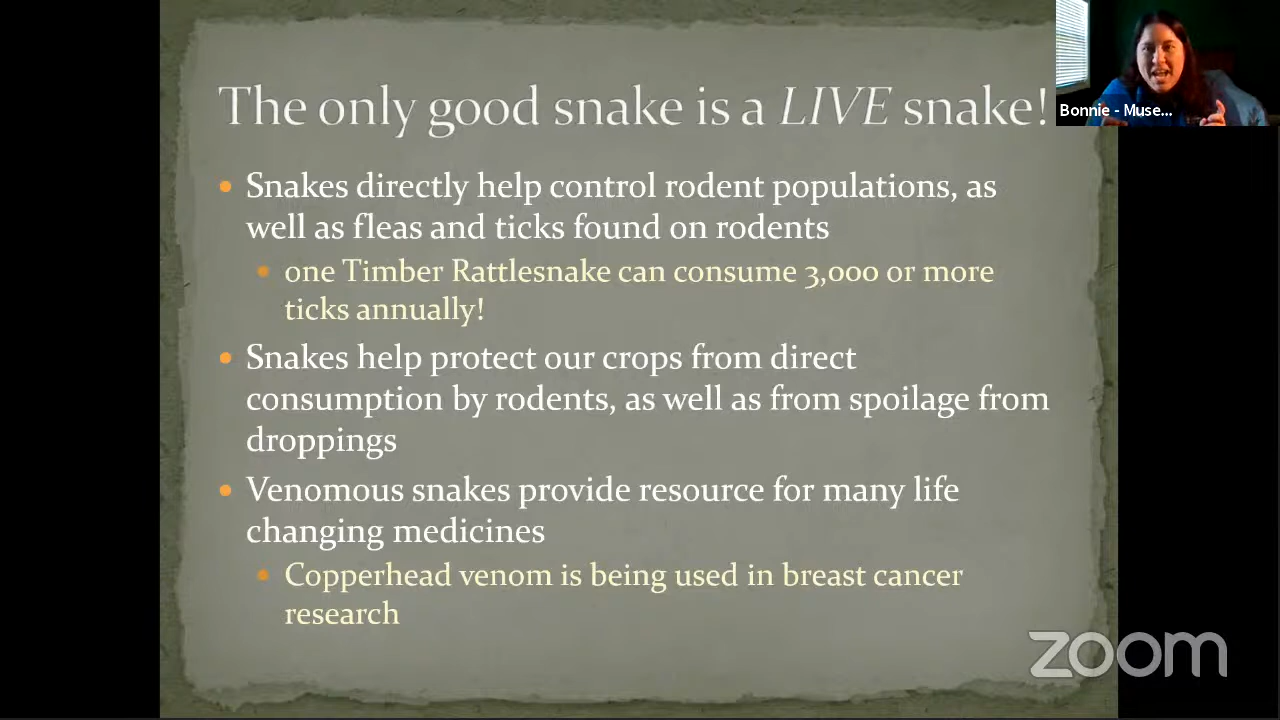 The only good snake is a LIVE snake!
Bonnie - Muse...
• Snakes directly help control rodent populations, as
well as fleas and ticks found on rodents
• one Timber Rattlesnake can consume 3,000 or more
ticks annually!
• Snakes help protect our crops from direct
consumption by rodents, as well as from spoilage from
droppings
• Venomous snakes provide resource for many life
changing medicines
• Copperhead venom is being used in breast cancer
research
zoom